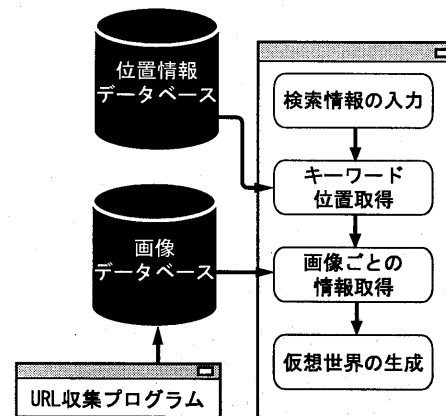 位置情報
データベース
検索情報の入力
キーワード
位置取得
画像
データベース
画像ごとの
情報取得
仮想世界の生成
URL収集プログラム